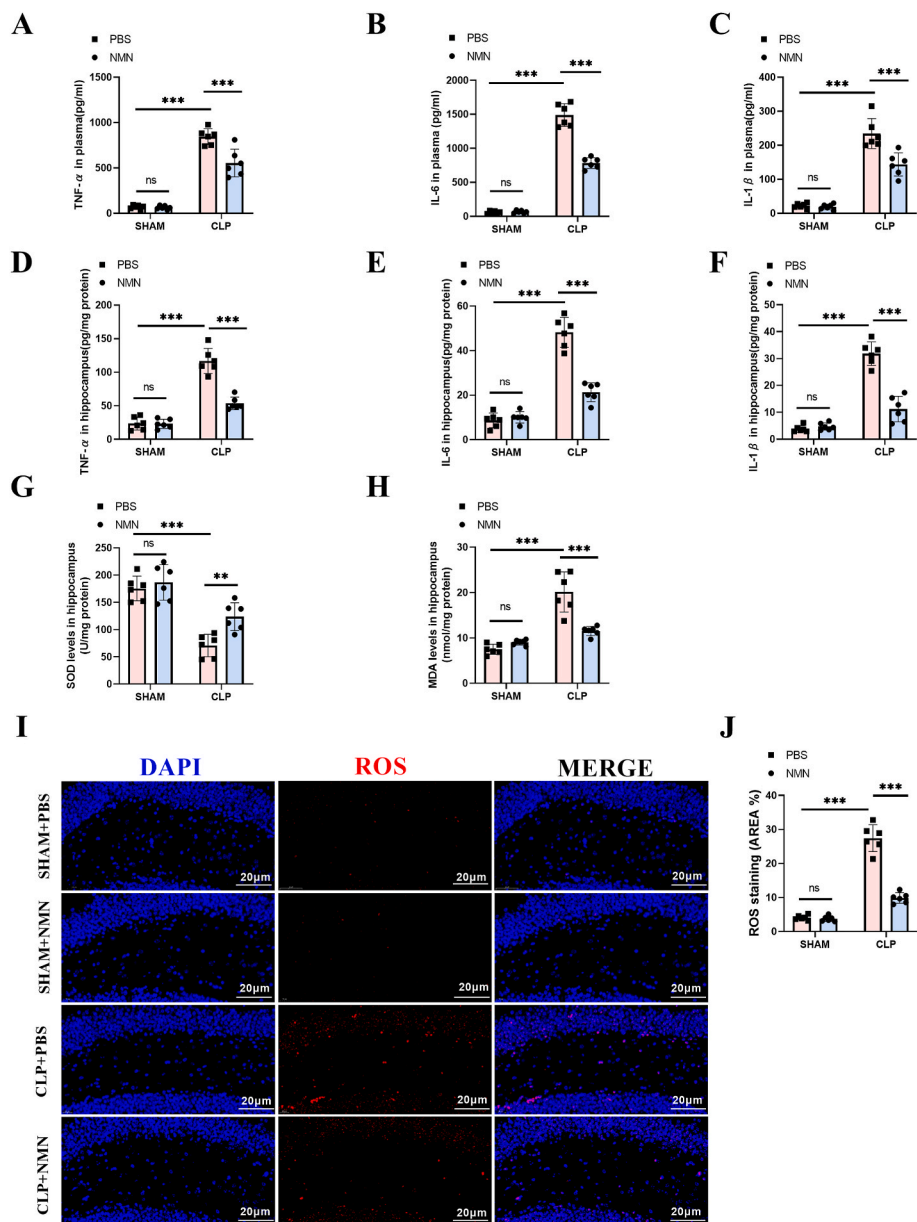 A
■ PBS
● NMN
TNF-α in plasma(pg/ml)
1500
1000
500
0
***
***
ns
SHAM
CLP
B
■ PBS
● NMN
IL-6 in plasma (pg/ml)
2000
1500
1000
500
0
***
***
ns
SHAM
CLP
C
■ PBS
● NMN
IL-1β in plasma(pg/ml)
400
300
200
100
0
***
***
ns
SHAM
CLP
D
■ PBS
● NMN
TNF-α in hippocampus(pg/mg protein)
200
150
100
50
0
***
***
ns
SHAM
CLP
E
■ PBS
● NMN
IL-6 in hippocampus(pg/mg protein)
60
40
20
0
***
***
ns
SHAM
CLP
F
■ PBS
● NMN
IL-1β in hippocampus(pg/mg protein)
50
40
30
20
10
0
***
***
ns
SHAM
CLP
G
■ PBS
● NMN
SOD levels in hippocampus
(U/mg protein)
250
200
150
100
50
0
***
ns
**
SHAM
CLP
H
■ PBS
● NMN
MDA levels in hippocampus
(nmol/mg protein)
30
20
10
0
***
***
ns
SHAM
CLP
I
DAPI
ROS
MERGE
SHAM+PBS
20μm
20μm
20μm
SHAM+NMN
20μm
20μm
20μm
CLP+PBS
20μm
20μm
20μm
CLP+NMN
20μm
20μm
20μm
J
■ PBS
● NMN
ROS staining (AREA %)
40
30
20
10
0
***
***
ns
SHAM
CLP